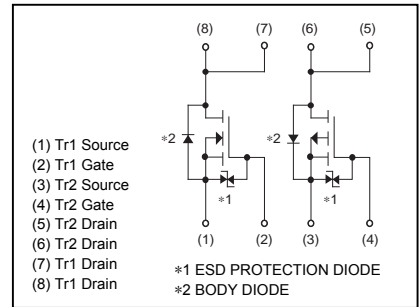 (8) (7) (6) (5)
∗2 ∗2
∗1 ∗1
(1) Tr1 Source
(2) Tr1 Gate
(3) Tr2 Source
(4) Tr2 Gate
(5) Tr2 Drain
(6) Tr2 Drain
(7) Tr1 Drain
(8) Tr1 Drain
(1) (2) (3) (4)
∗1 ESD PROTECTION DIODE
∗2 BODY DIODE